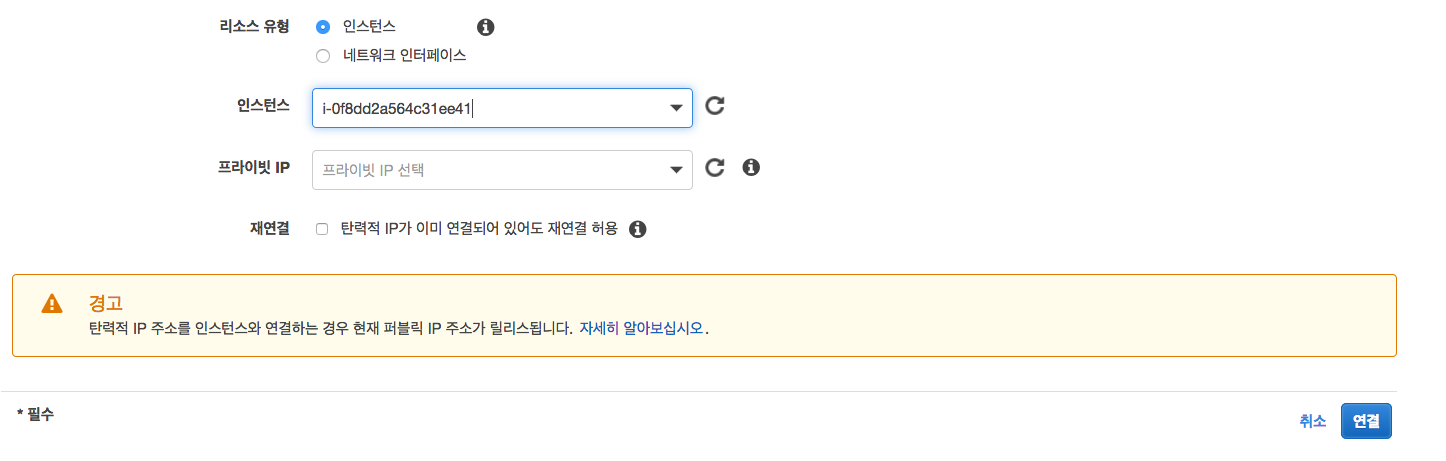 리소스 유형 인스턴스
네트워크 인터페이스
인스턴스 i-0f8dd2a564c31ee41
프라이빗 IP 프라이빗 IP 선택
재연결 탄력적 IP가 이미 연결되어 있어도 재연결 허용
경고
탄력적 IP 주소를 인스턴스와 연결하는 경우 현재 퍼블릭 IP 주소가 릴리스됩니다. 자세히 알아보십시오.
* 필수 취소 연결